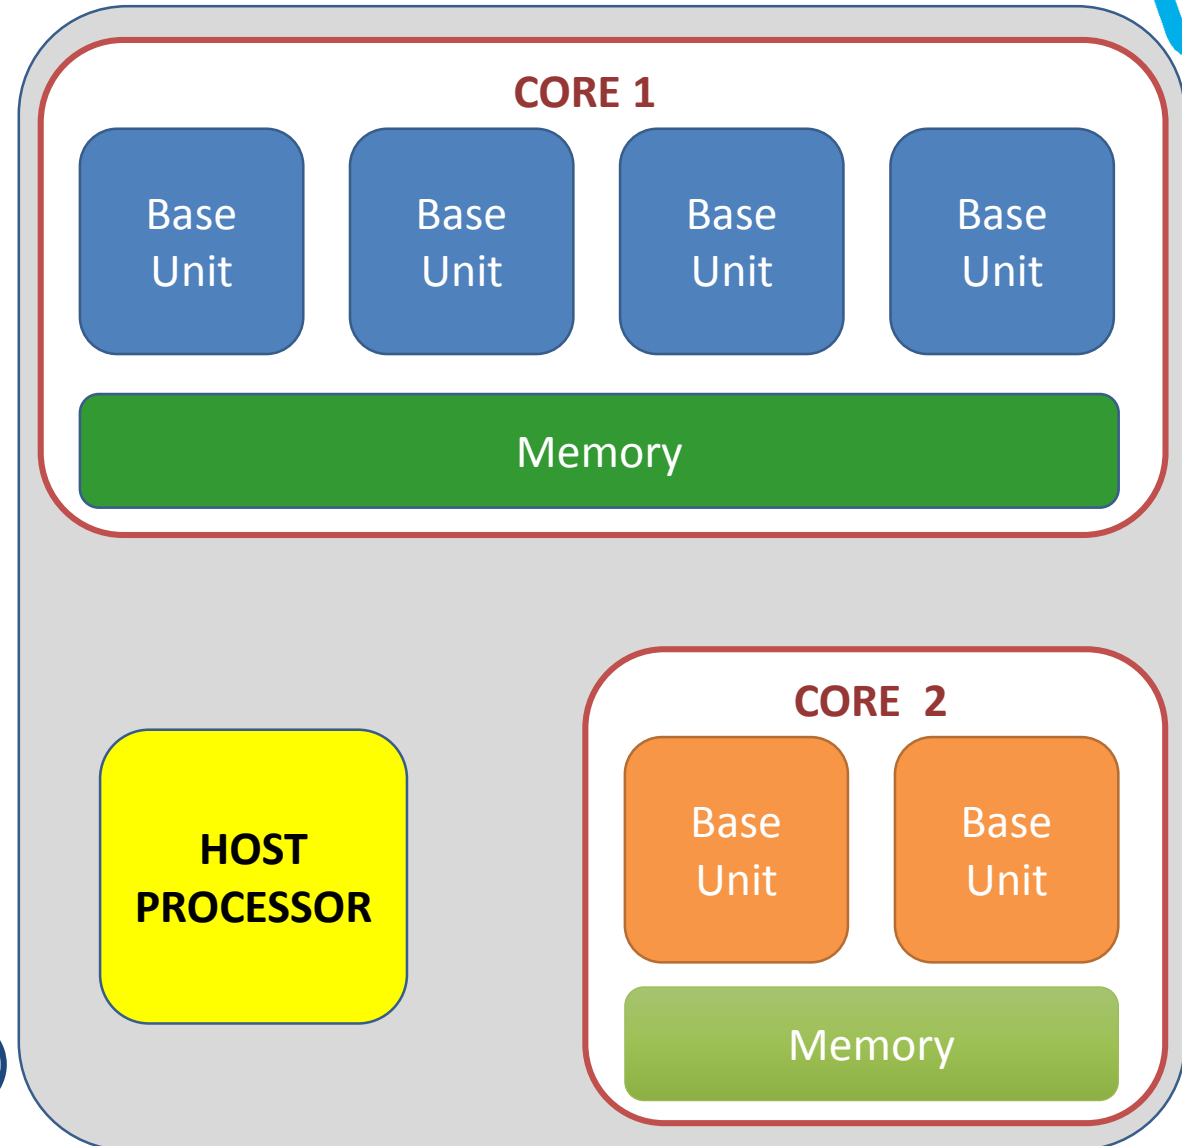 CORE 1
Base
Unit
Base
Unit
Base
Unit
Base
Unit
Memory
CORE  2
Base
Unit
Base
Unit
HOST
PROCESSOR
Memory